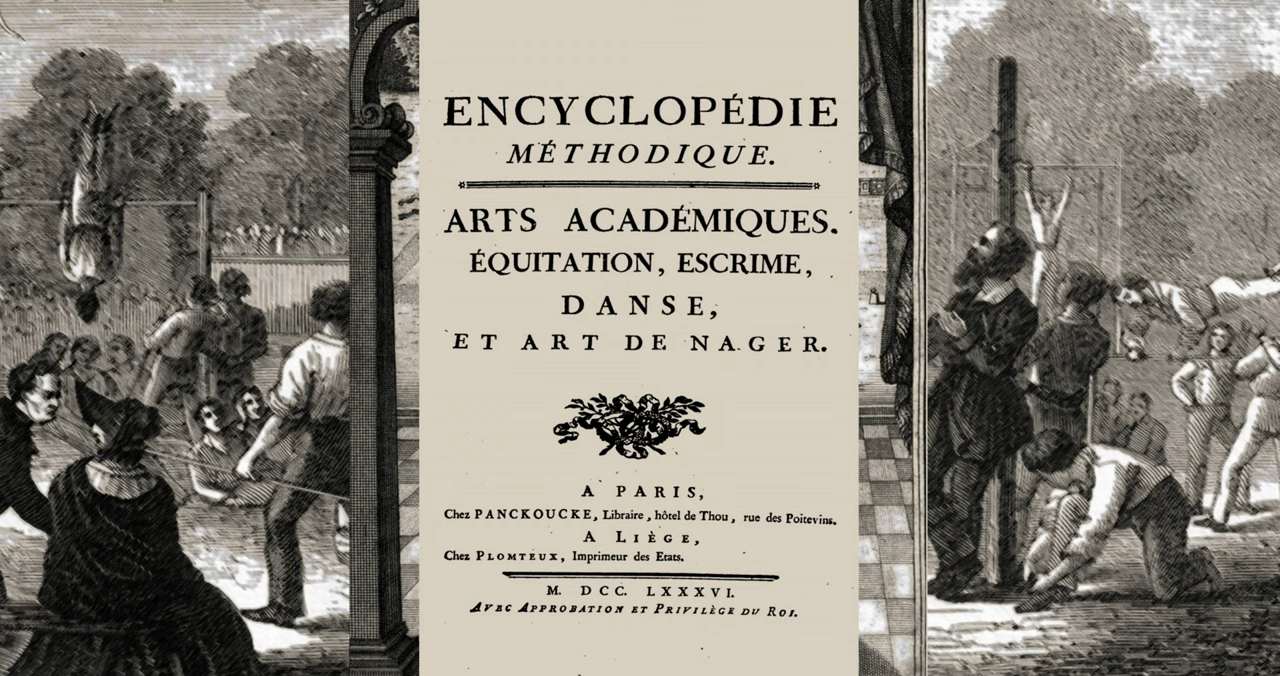 ENCYCLOPÉDIE
MÉTHODIQUE.
ARTS ACADÉMIQUES.
ÉQUITATION, ESCRIME,
DANSE,
ET ART DE NAGER.
A PARIS,
Chez PANCKOUCKE, Libraire, hôtel de Thou, rue des Poitevins.
A LIÈGE,
Chez PLOMTEUX, Imprimeur des Etats.
M. DCC. LXXXVI.
AVEC APPROBATION ET PRIVILÈGE DU ROI.